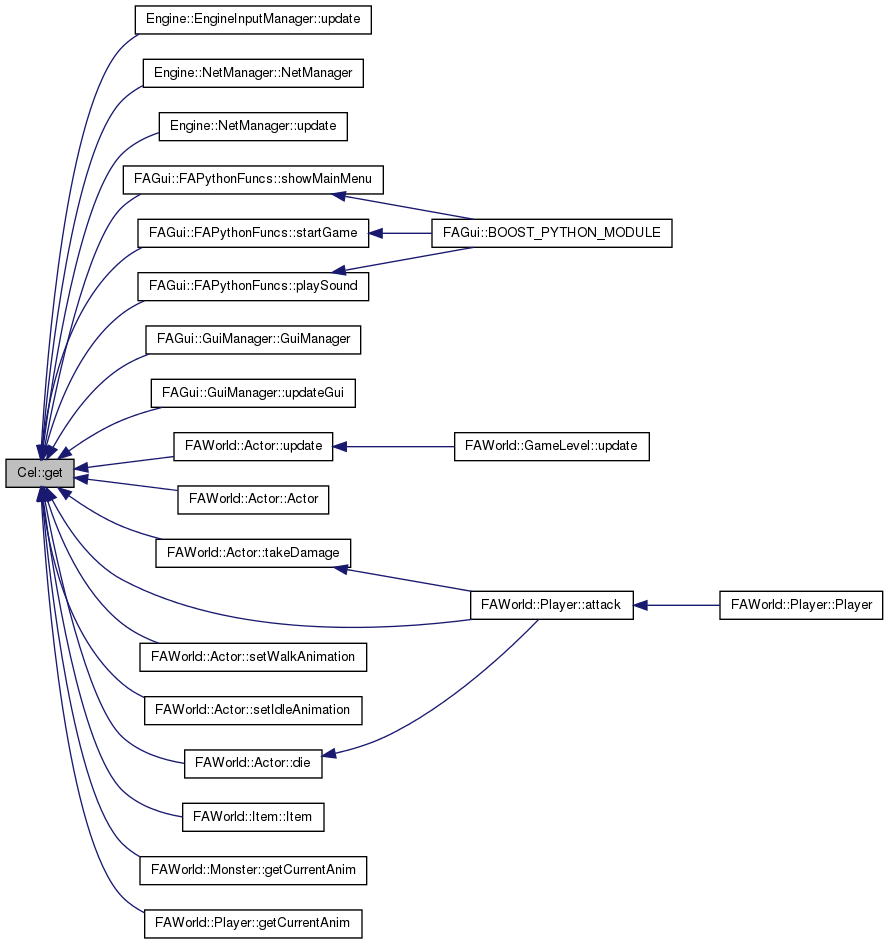 Engine::EngineInputManager::update
Engine::NetManager::NetManager
Engine::NetManager::update
FAGui::FAPythonFuncs::showMainMenu
FAGui::FAPythonFuncs::startGame
FAGui::BOOST_PYTHON_MODULE
FAGui::FAPythonFuncs::playSound
FAGui::GuiManager::GuiManager
FAGui::GuiManager::updateGui
FAWorld::Actor::update
FAWorld::GameLevel::update
Cel::get
FAWorld::Actor::Actor
FAWorld::Actor::takeDamage
FAWorld::Player::attack
FAWorld::Player::Player
FAWorld::Actor::setWalkAnimation
FAWorld::Actor::setIdleAnimation
FAWorld::Actor::die
FAWorld::Item::Item
FAWorld::Monster::getCurrentAnim
FAWorld::Player::getCurrentAnim